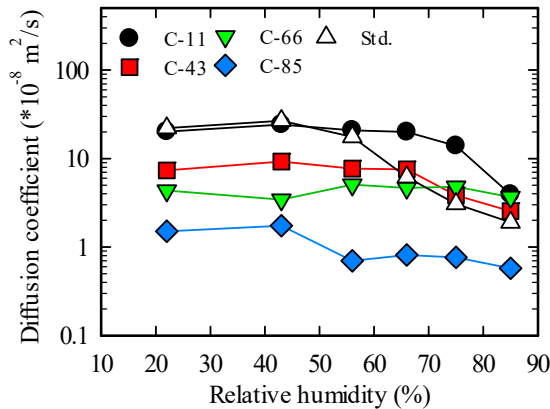 C-11 C-66 Std.
C-43 C-85
100
10
1
0.1
10 20 30 40 50 60 70 80 90
Relative humidity (%)
Diffusion coefficient (*10⁻⁸ m²/s)